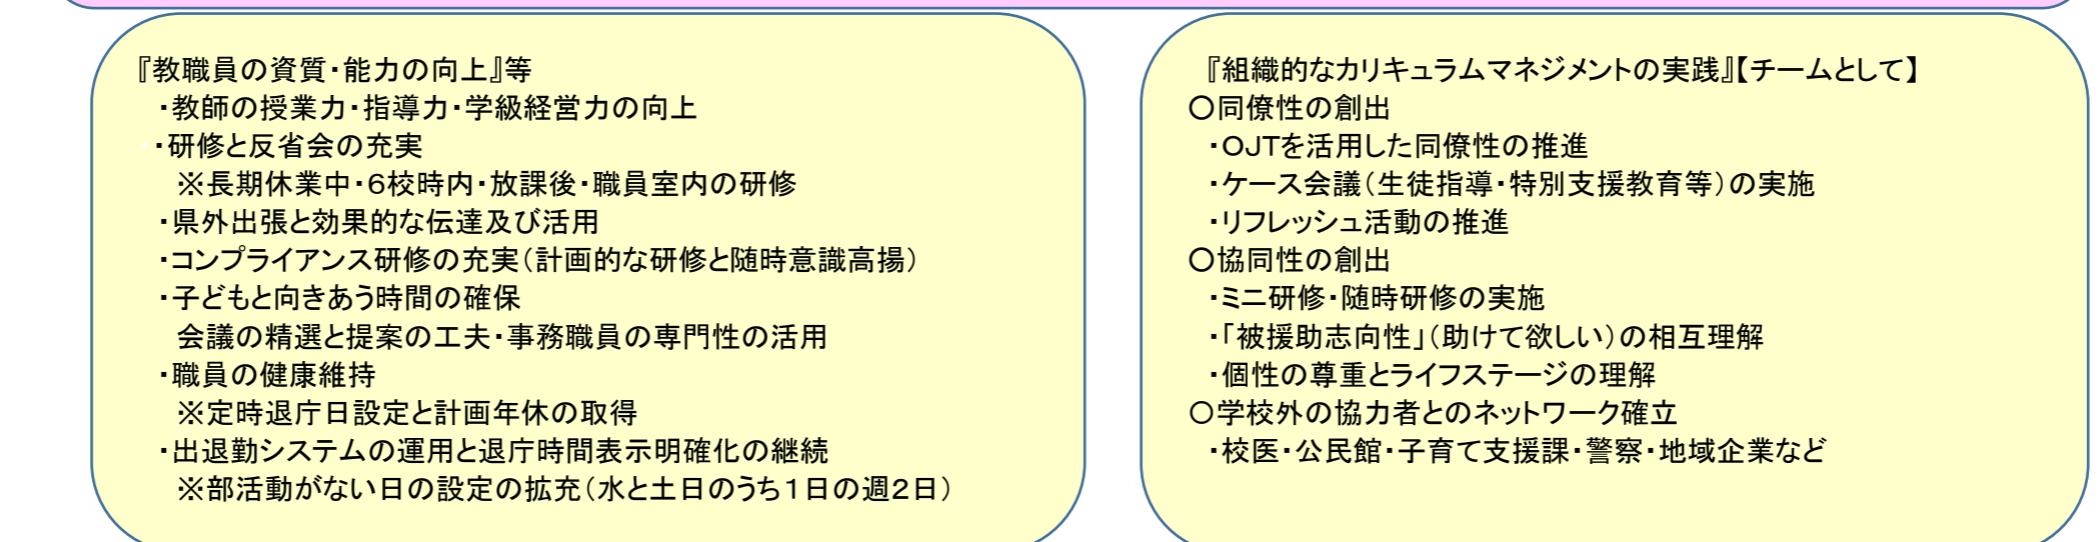 『教職員の資質・能力の向上』等
・教師の授業力・指導力・学級経営力の向上
・研修と反省会の充実
※長期休業中・６校時内・放課後・職員室内の研修
・県外出張と効果的な伝達及び活用
・コンプライアンス研修の充実（計画的な研修と随時意識高揚）
・子どもと向きあう時間の確保
会議の精選と提案の工夫・事務職員の専門性の活用
・職員の健康維持
※定時退庁日設定と計画年休の取得
・出退勤システムの運用と退庁時間表示明確化の継続
※部活動がない日の設定の拡充（水と土日のうち１日の週２日）
『組織的なカリキュラムマネジメントの実践』【チームとして】
〇同僚性の創出
・ＯＪＴを活用した同僚性の推進
・ケース会議（生徒指導・特別支援教育等）の実施
・リフレッシュ活動の推進
〇協同性の創出
・ミニ研修・随時研修の実施
・「被援助志向性」（助けて欲しい）の相互理解
・個性の尊重とライフステージの理解
〇学校外の協力者とのネットワーク確立
・校医・公民館・子育て支援課・警察・地域企業など